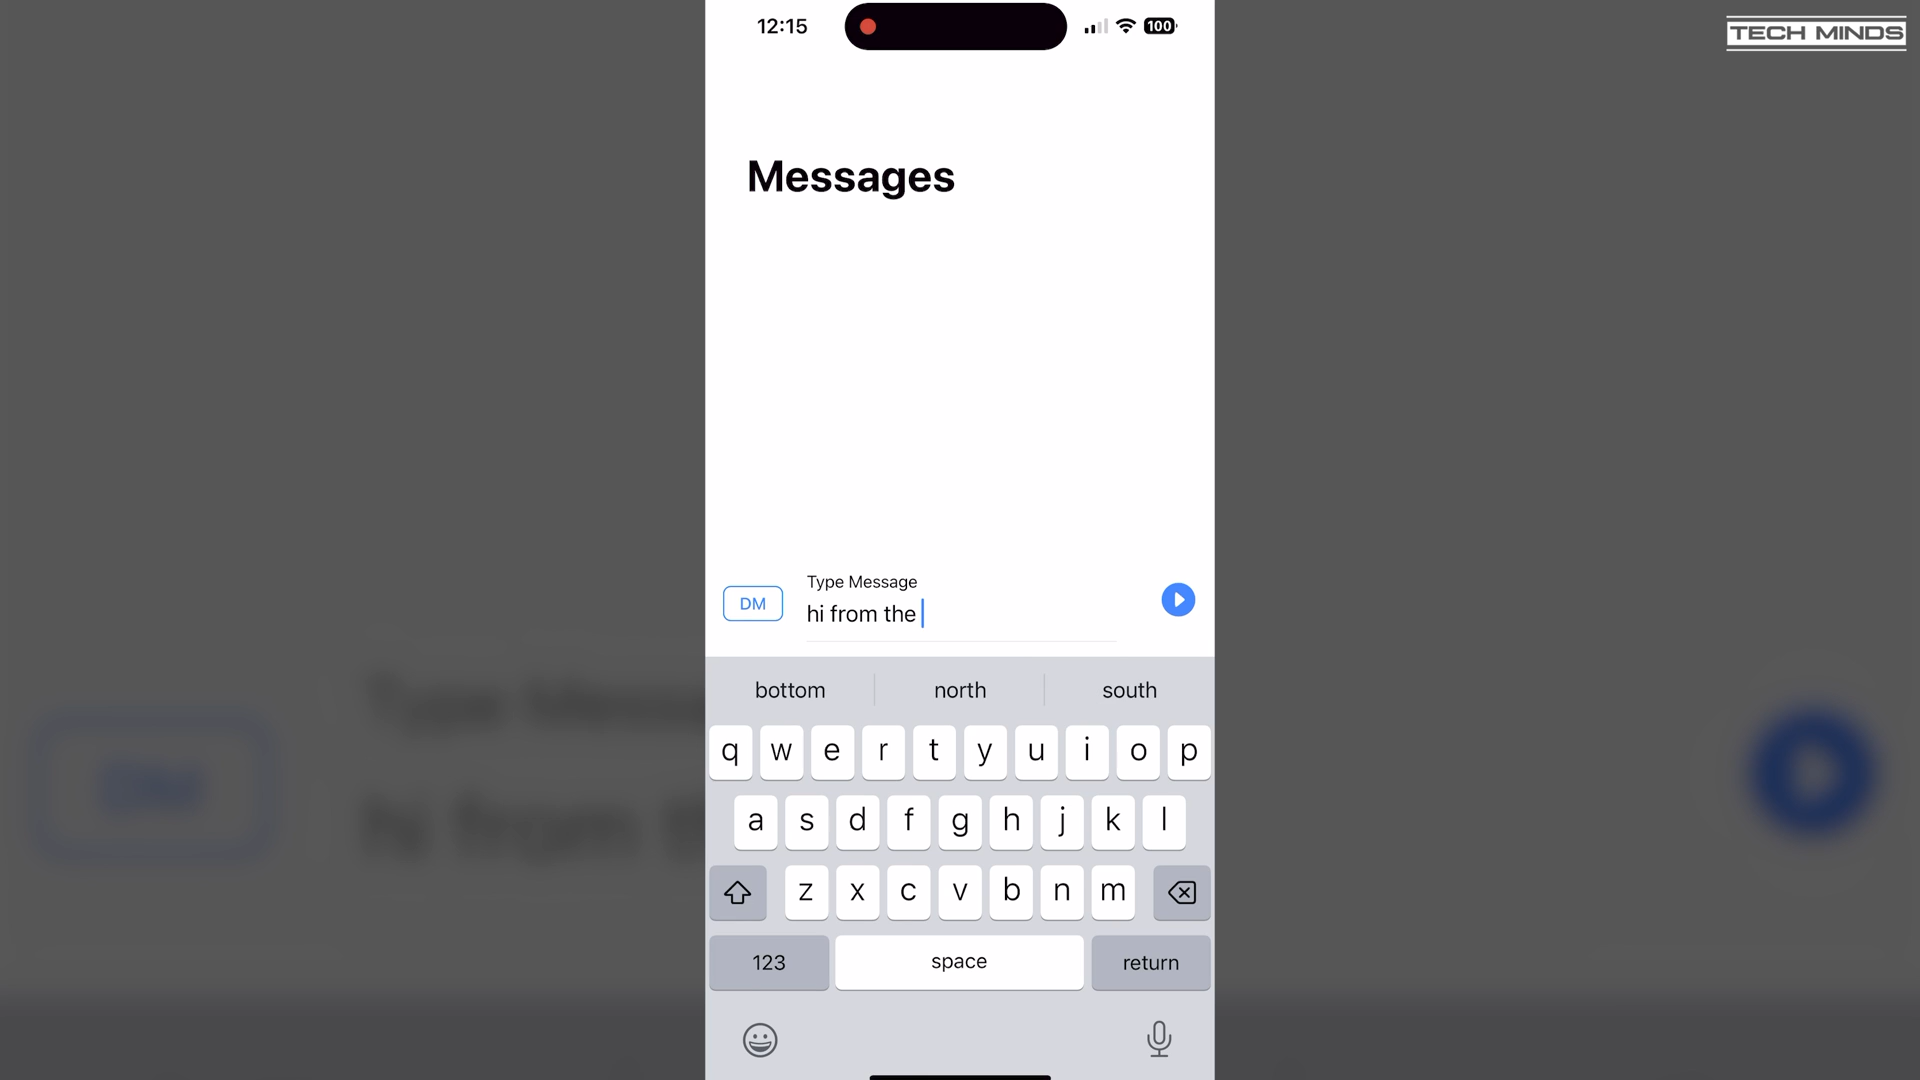 12:15
100
TECH MINDS
Messages
Type Message
DM
hi from the
bottom north south
q w e r t y u i o p
a s d f g h j k l
z x c v b n m
123 space return